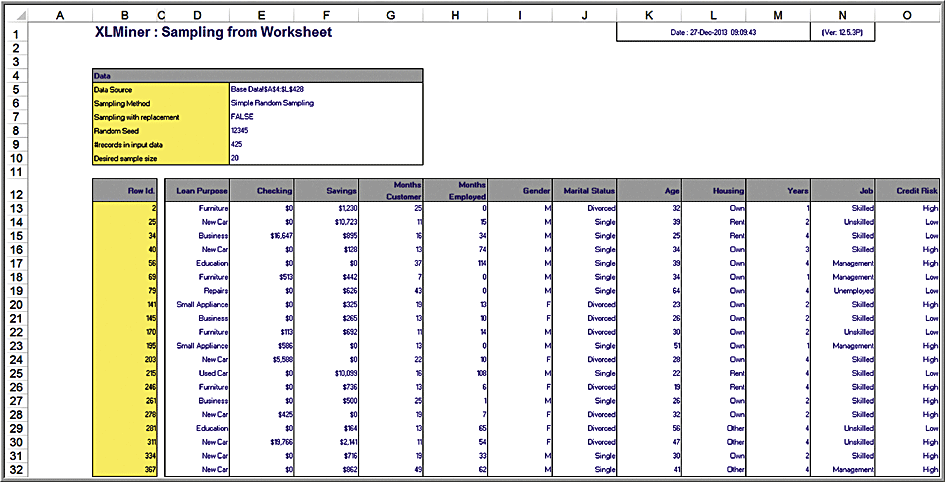 A B C D E F G H I J K L M N O
1 XLMiner : Sampling from Worksheet Date : 27-Dec-2013 09:09:43 (Ver: 12.5.3P)
2
3
4 Data
5 Data Source Base Data!$A$4:$L$428
6 Sampling Method Simple Random Sampling
7 Sampling with replacement FALSE
8 Random Seed 12345
9 #records in input data 425
10 Desired sample size 20
11
12 Row Id. Loan Purpose Checking Savings Months Customer Months Employed Gender Marital Status Age Housing Years Job Credit Risk
13 2 Furniture $0 $1,230 25 0 M Divorced 32 Own 1 Skilled High
14 25 New Car $0 $10,723 11 15 M Single 39 Rent 2 Unskilled Low
15 34 Business $16,647 $895 16 34 M Single 25 Rent 4 Skilled Low
16 40 New Car $0 $128 13 74 M Single 34 Own 3 Skilled High
17 56 Education $0 $0 37 114 M Single 39 Own 4 Management High
18 69 Furniture $513 $442 7 0 M Single 34 Own 1 Management Low
19 79 Repairs $0 $626 43 0 M Single 64 Own 4 Unemployed Low
20 141 Small Appliance $0 $325 19 13 F Divorced 23 Own 2 Skilled High
21 145 Business $0 $265 13 10 F Divorced 26 Own 2 Skilled Low
22 170 Furniture $113 $692 11 14 M Divorced 30 Own 2 Unskilled Low
23 195 Small Appliance $586 $0 13 0 M Single 51 Own 1 Management High
24 203 New Car $5,588 $0 22 10 F Divorced 28 Own 4 Skilled High
25 215 Used Car $0 $10,099 16 108 M Single 22 Rent 4 Skilled Low
26 246 Furniture $0 $736 13 6 F Divorced 19 Rent 4 Skilled High
27 261 Business $0 $500 25 1 M Single 26 Own 2 Skilled High
28 278 New Car $425 $0 19 7 F Divorced 32 Own 2 Skilled High
29 281 Education $0 $164 13 65 F Divorced 56 Other 4 Unskilled Low
30 311 New Car $19,766 $2,141 11 54 F Divorced 47 Other 4 Unskilled High
31 334 New Car $0 $716 19 33 M Single 30 Own 2 Skilled Low
32 367 New Car $0 $862 49 62 M Single 41 Other 4 Management High